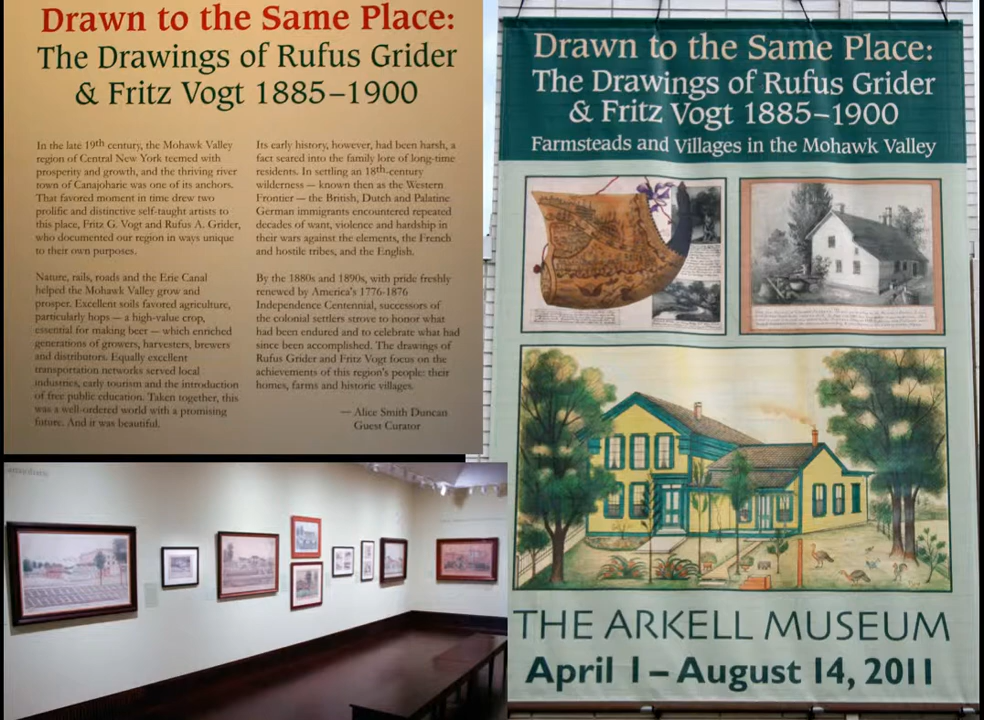 Drawn to the Same Place:
The Drawings of Rufus Grider
& Fritz Vogt 1885–1900
In the late 19th century, the Mohawk Valley
region of Central New York teemed with
prosperity and growth, and the thriving river
town of Canajoharie was one of its anchors.
That favored moment in time drew two
prolific and distinctive self-taught artists to
this place, Fritz G. Vogt and Rufus A. Grider,
who documented our region in ways unique
to their own purposes.
Nature, rails, roads and the Erie Canal
helped the Mohawk Valley grow and
prosper. Excellent soils favored agriculture,
particularly hops — a high-value crop,
essential for making beer — which enriched
generations of growers, harvesters, brewers
and distributors. Equally excellent
transportation networks served local
industries, early tourism and the introduction
of free public education. Taken together, this
was a well-ordered world with a promising
future. And it was beautiful.
Its early history, however, had been harsh, a
fact seared into the family lore of long-time
residents. In settling an 18th-century
wilderness — known then as the Western
Frontier — the British, Dutch and Palatine
German immigrants encountered repeated
decades of want, violence and hardship in
their wars against the elements, the French
and hostile tribes, and the English.
By the 1880s and 1890s, with pride freshly
renewed by America's 1776-1876
Independence Centennial, successors of
the colonial settlers strove to honor what
had been endured and to celebrate what had
since been accomplished. The drawings of
Rufus Grider and Fritz Vogt focus on the
achievements of this region's people: their
homes, farms and historic villages.
— Alice Smith Duncan
Guest Curator
Drawn to the Same Place:
The Drawings of Rufus Grider
& Fritz Vogt 1885–1900
Farmsteads and Villages in the Mohawk Valley
THE ARKELL MUSEUM
April 1 – August 14, 2011